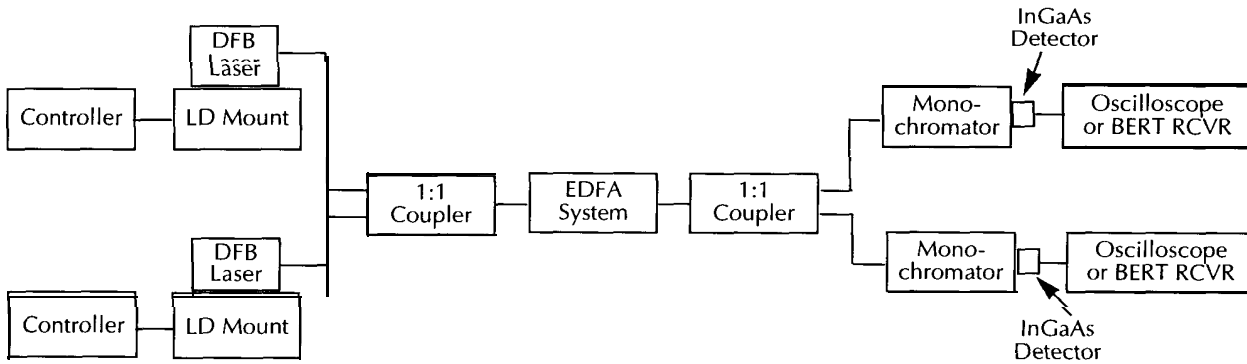 InGaAs
Detector
DFB
Laser
Controller
LD Mount
Mono-
chromator
Oscilloscope
or BERT RCVR
1:1
Coupler
EDFA
System
1:1
Coupler
DFB
Laser
Controller
LD Mount
Mono-
chromator
Oscilloscope
or BERT RCVR
InGaAs
Detector